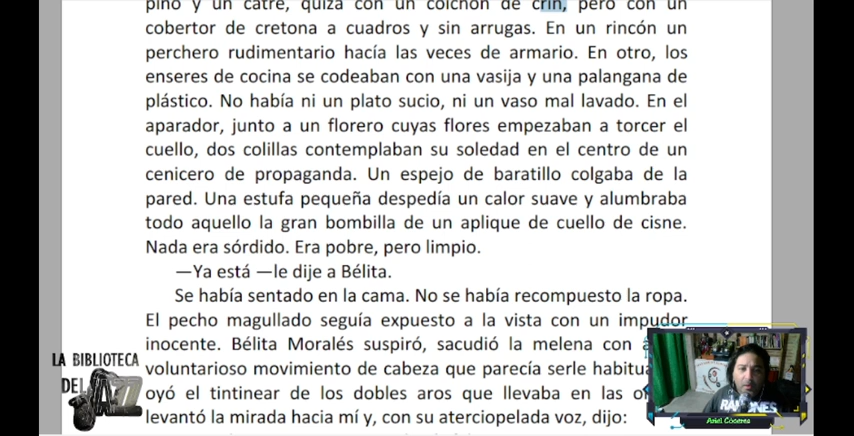 pino y un catre, quizá con un colchón de crin, pero con un
cobertor de cretona a cuadros y sin arrugas. En un rincón un
perchero rudimentario hacía las veces de armario. En otro, los
enseres de cocina se codeaban con una vasija y una palangana de
plástico. No había ni un plato sucio, ni un vaso mal lavado. En el
aparador, junto a un florero cuyas flores empezaban a torcer el
cuello, dos colillas contemplaban su soledad en el centro de un
cenicero de propaganda. Un espejo de baratillo colgaba de la
pared. Una estufa pequeña despedía un calor suave y alumbraba
todo aquello la gran bombilla de un aplique de cuello de cisne.
Nada era sórdido. Era pobre, pero limpio.
—Ya está —le dije a Bélita.
Se había sentado en la cama. No se había recompuesto la ropa.
El pecho magullado seguía expuesto a la vista con un impudor
inocente. Bélita Moralés suspiró, sacudió la melena con
voluntarioso movimiento de cabeza que parecía serle
oyó el tintinear de los dobles aros que llevaba en las
levantó la mirada hacia mí y, con su aterciopelada voz, dijo:
LA BIBLIOTECA
DEL JAZZ
RAMONES
Ariel Coceres